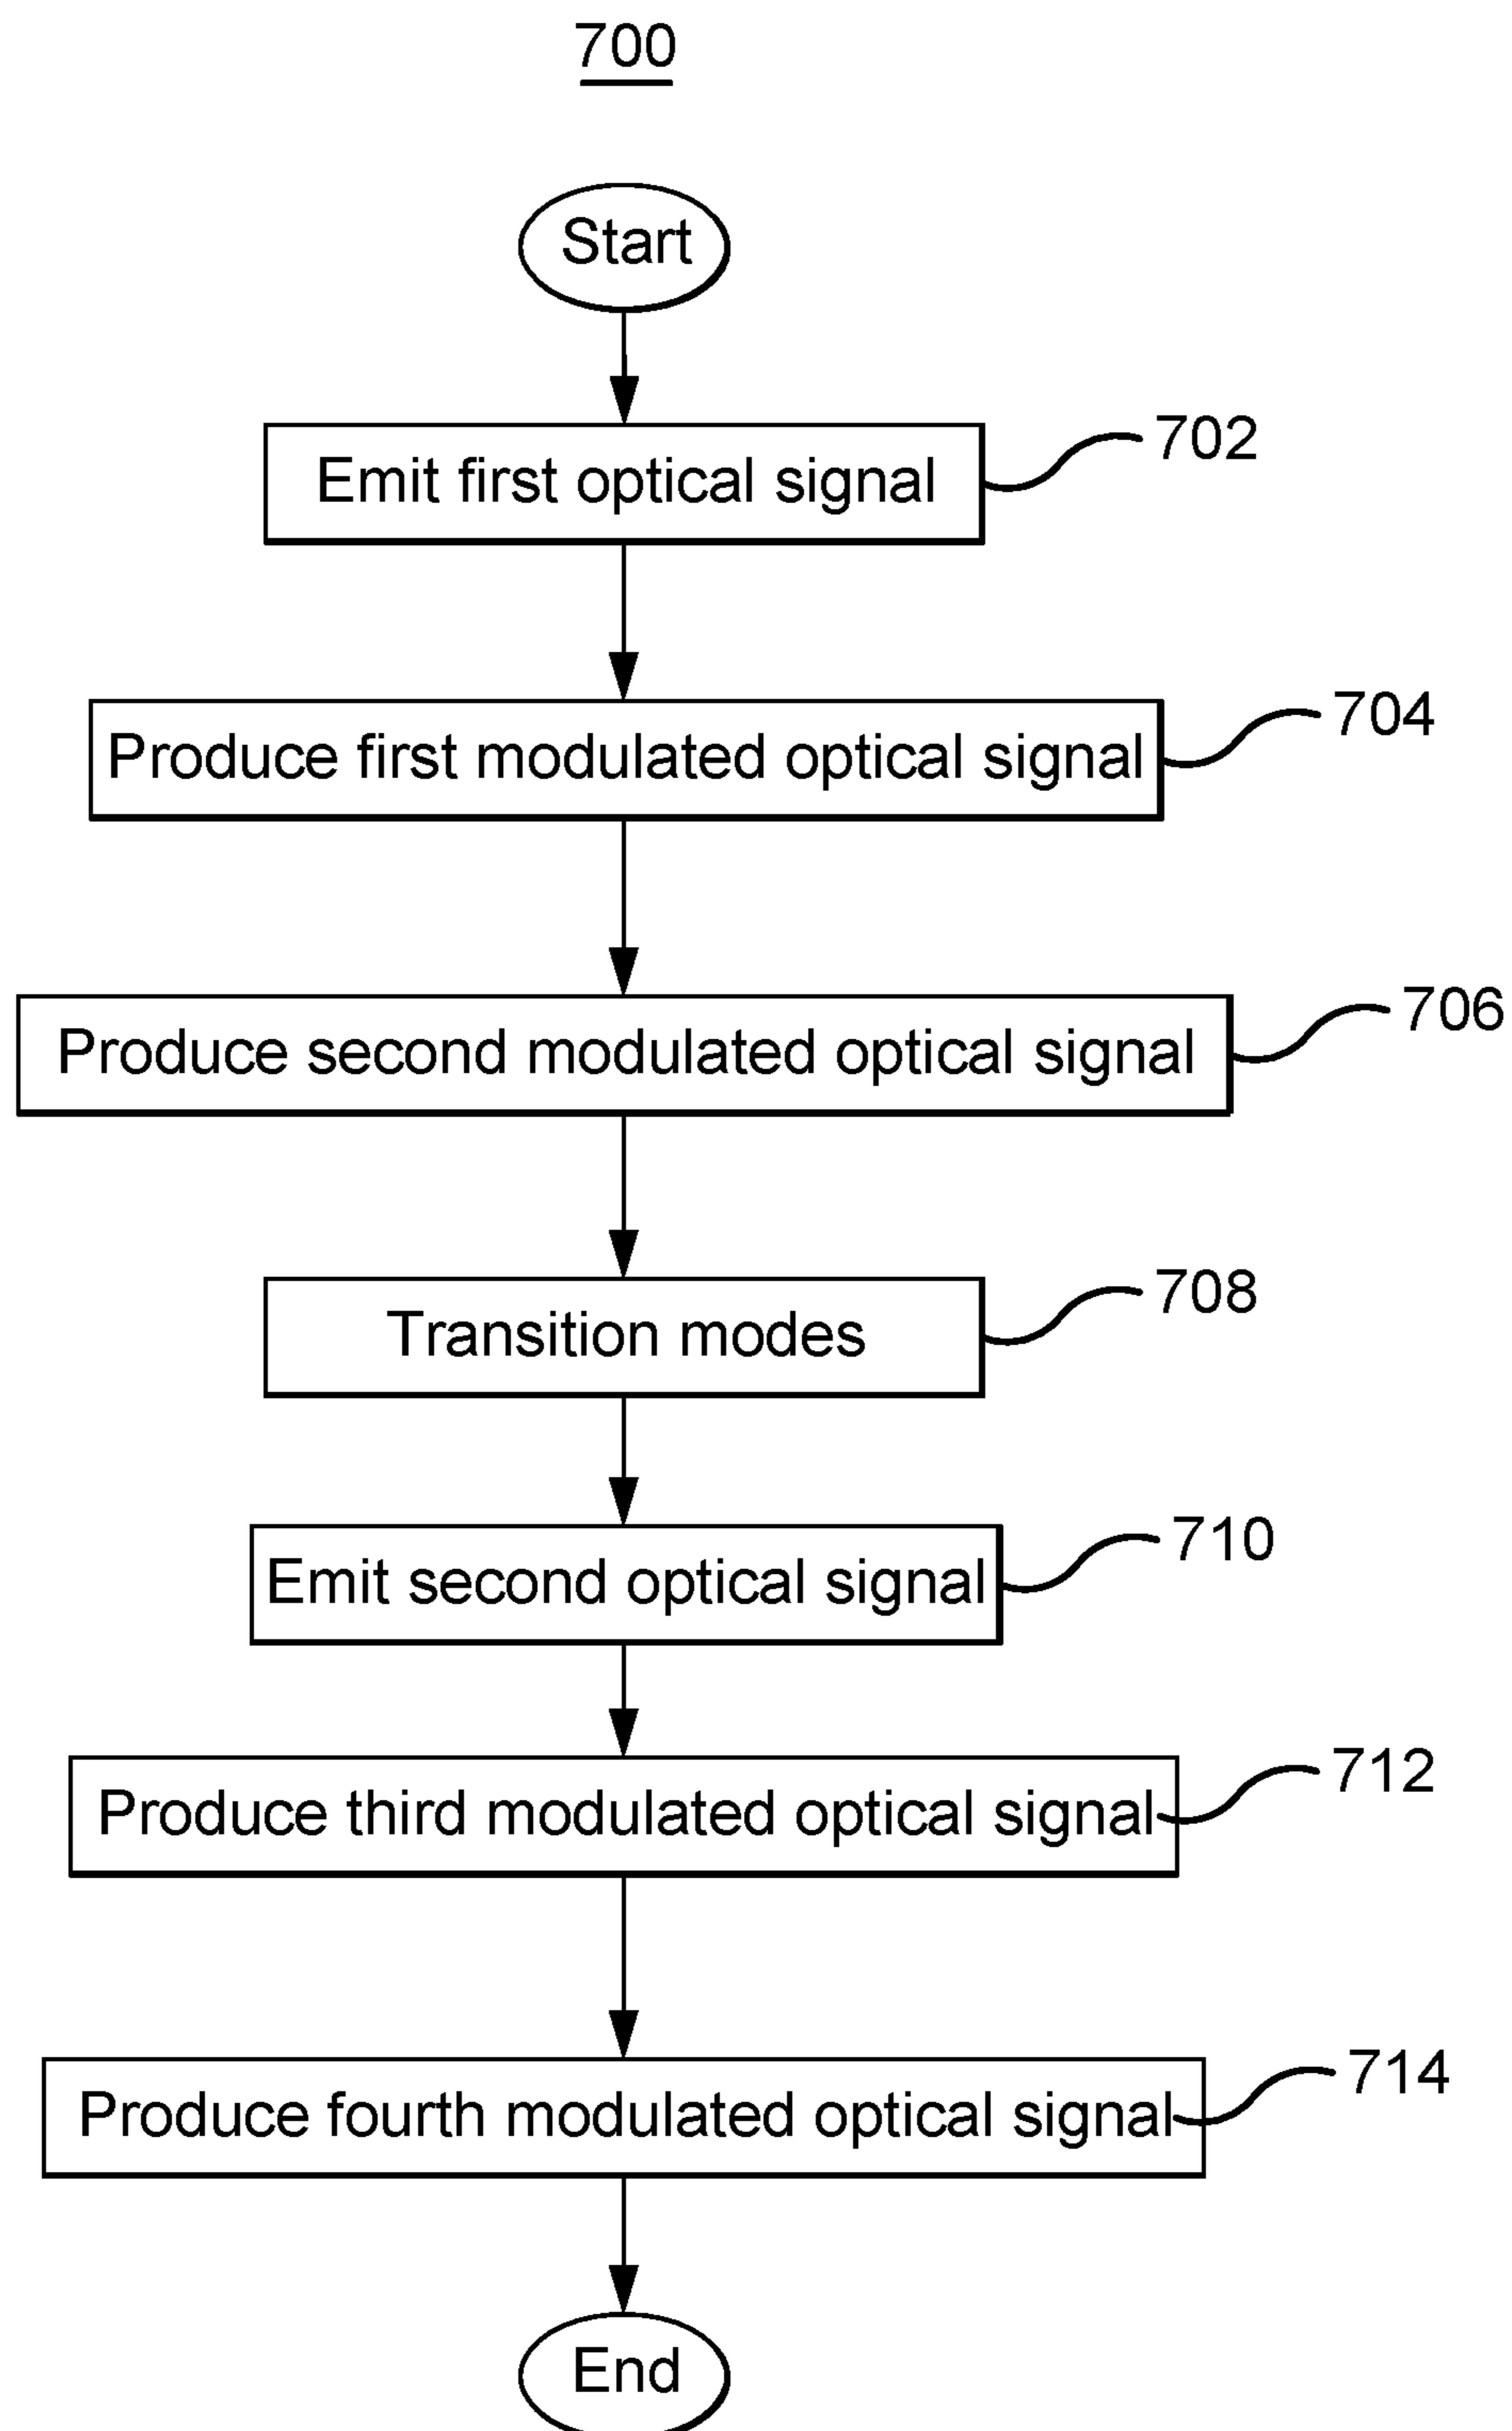 700
Start
Emit first optical signal
702
Produce first modulated optical signal
704
Produce second modulated optical signal
706
Transition modes
708
Emit second optical signal
710
Produce third modulated optical signal
712
Produce fourth modulated optical signal
714
End